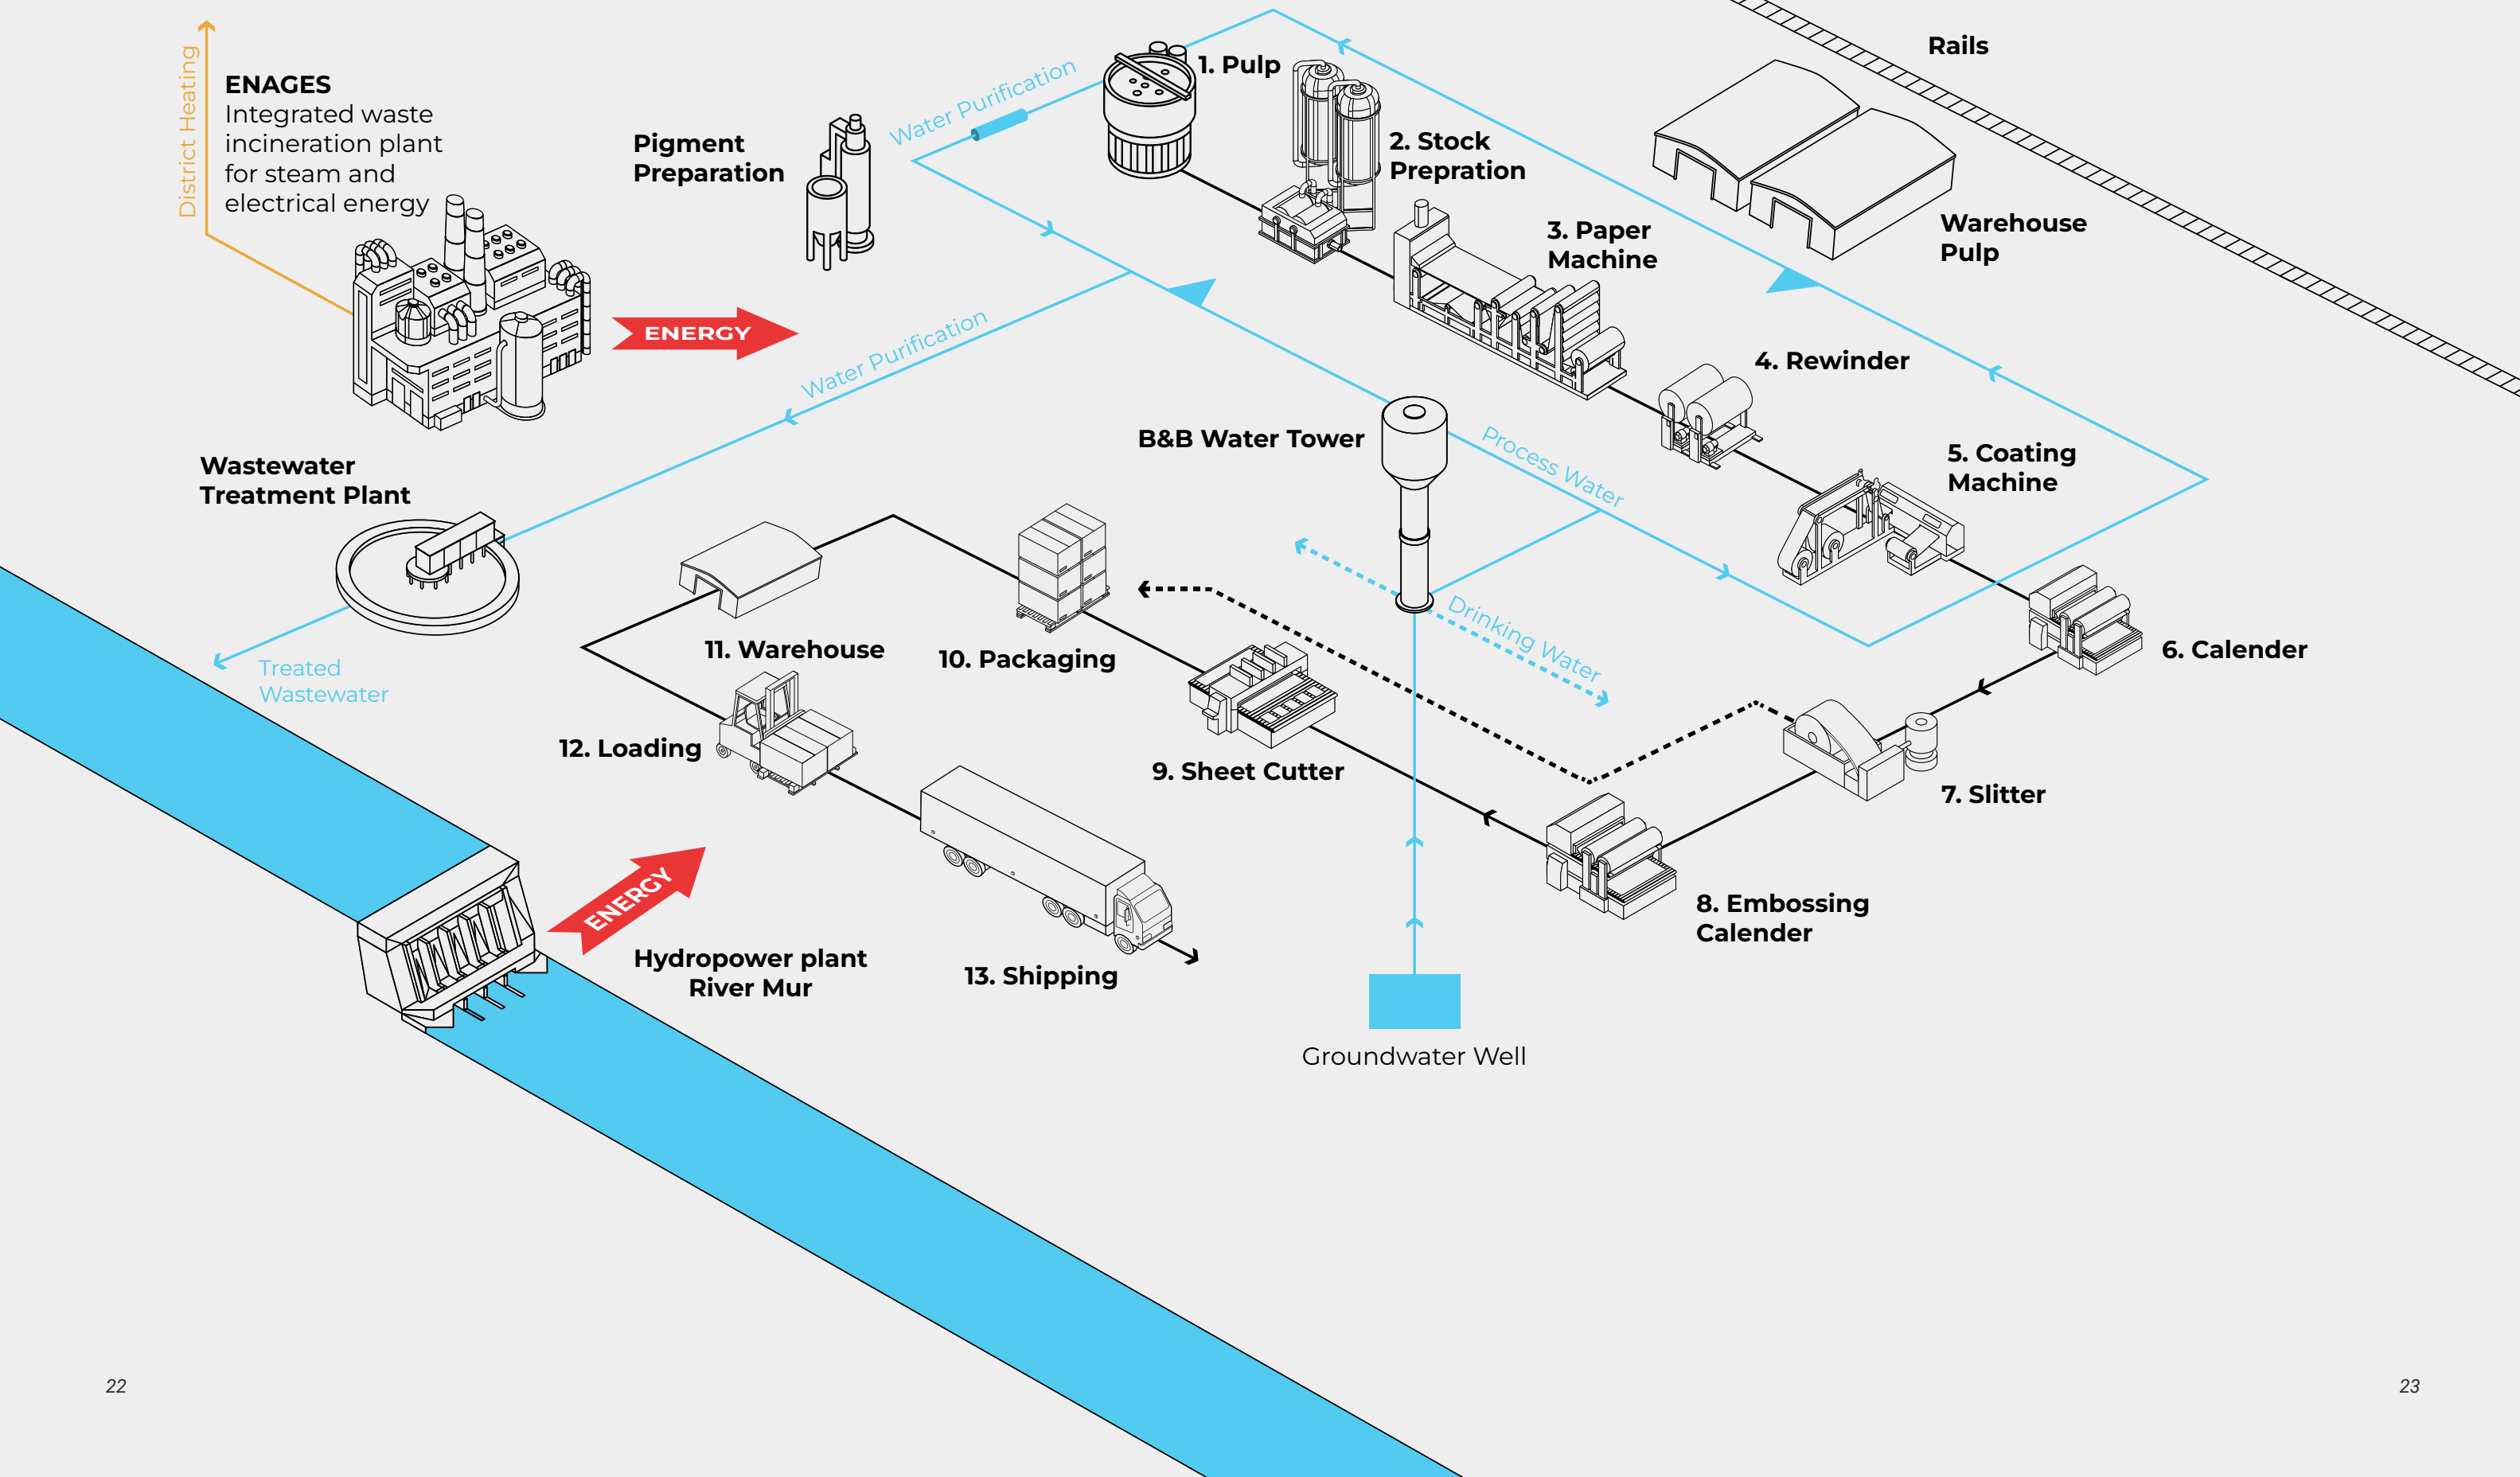 District Heating
ENAGES
Integrated waste
incineration plant
for steam and
electrical energy
Pigment
Preparation
Water Purification
1. Pulp
2. Stock
Prepration
3. Paper
Machine
Rails
Warehouse
Pulp
ENERGY
Water Purification
4. Rewinder
B&B Water Tower
Process Water
5. Coating
Machine
Wastewater
Treatment Plant
Treated
Wastewater
Drinking Water
6. Calender
11. Warehouse
10. Packaging
12. Loading
9. Sheet Cutter
7. Slitter
8. Embossing
Calender
ENERGY
Hydropower plant
River Mur
13. Shipping
Groundwater Well
22
23